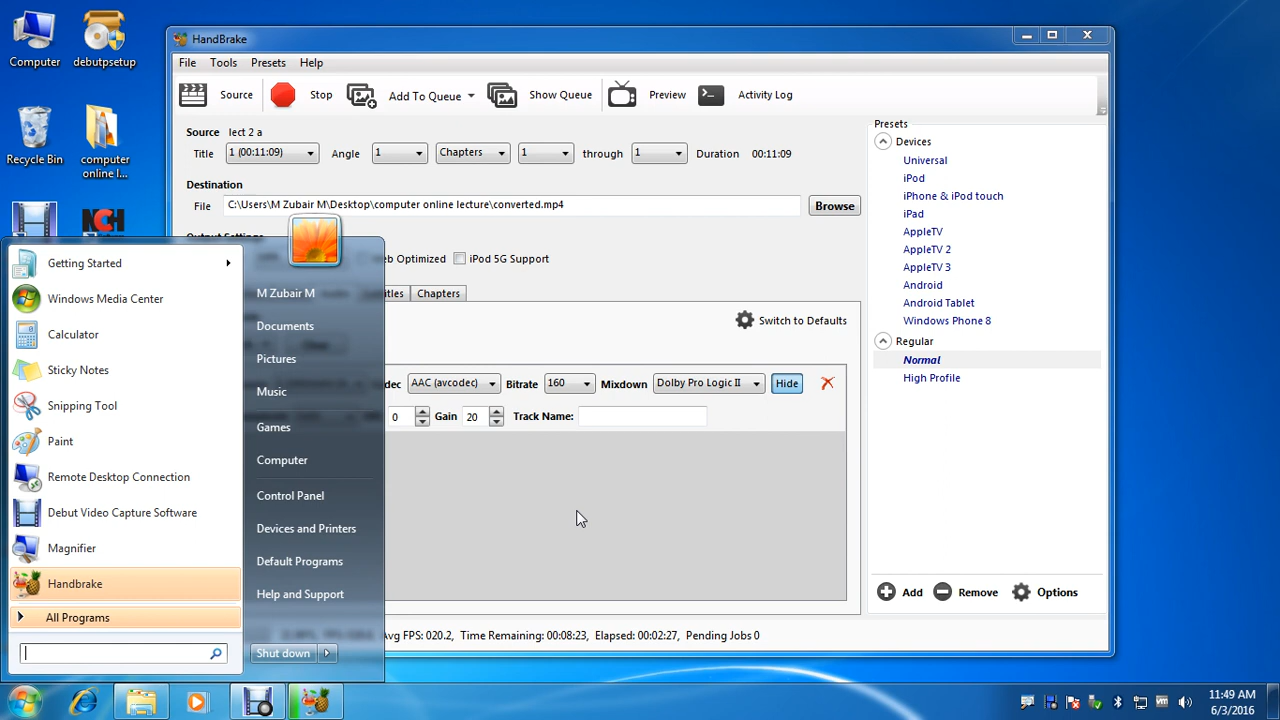 Computer
debutpsetup
Recycle Bin
computer
online l...
NCH
HandBrake
File Tools Presets Help
Source Stop Add To Queue Show Queue Preview Activity Log
Source lect 2 a
Title 1 (00:11:09) Angle 1 Chapters 1 through 1 Duration 00:11:09
Destination
File C:\Users\M Zubair M\Desktop\computer online lecture\converted.mp4 Browse
Output Settings
Web Optimized iPod 5G Support
Subtitles Chapters
Switch to Defaults
AAC (avcodec) Bitrate 160 Mixdown Dolby Pro Logic II Hide
0 Gain 20 Track Name:
Avg FPS: 020.2, Time Remaining: 00:08:23, Elapsed: 00:02:27, Pending Jobs 0
Presets
Devices
Universal
iPod
iPhone & iPod touch
iPad
AppleTV
AppleTV 2
AppleTV 3
Android
Android Tablet
Windows Phone 8
Regular
Normal
High Profile
Add Remove Options
Getting Started
Windows Media Center
Calculator
Sticky Notes
Snipping Tool
Paint
Remote Desktop Connection
Debut Video Capture Software
Magnifier
Handbrake
All Programs
M Zubair M
Documents
Pictures
Music
Games
Computer
Control Panel
Devices and Printers
Default Programs
Help and Support
Shut down
11:49 AM
6/3/2016